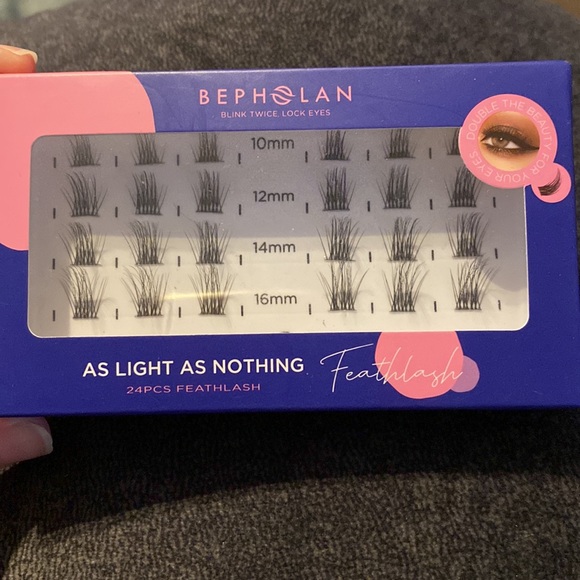 BEPHOLAN
BLINK TWICE LOCK EYES
DOUBLE THE BEAUTY FOR YOUR EYES
10mm
12mm
14mm
16mm
AS LIGHT AS NOTHING
Feathlash
24PCS FEATHLASH